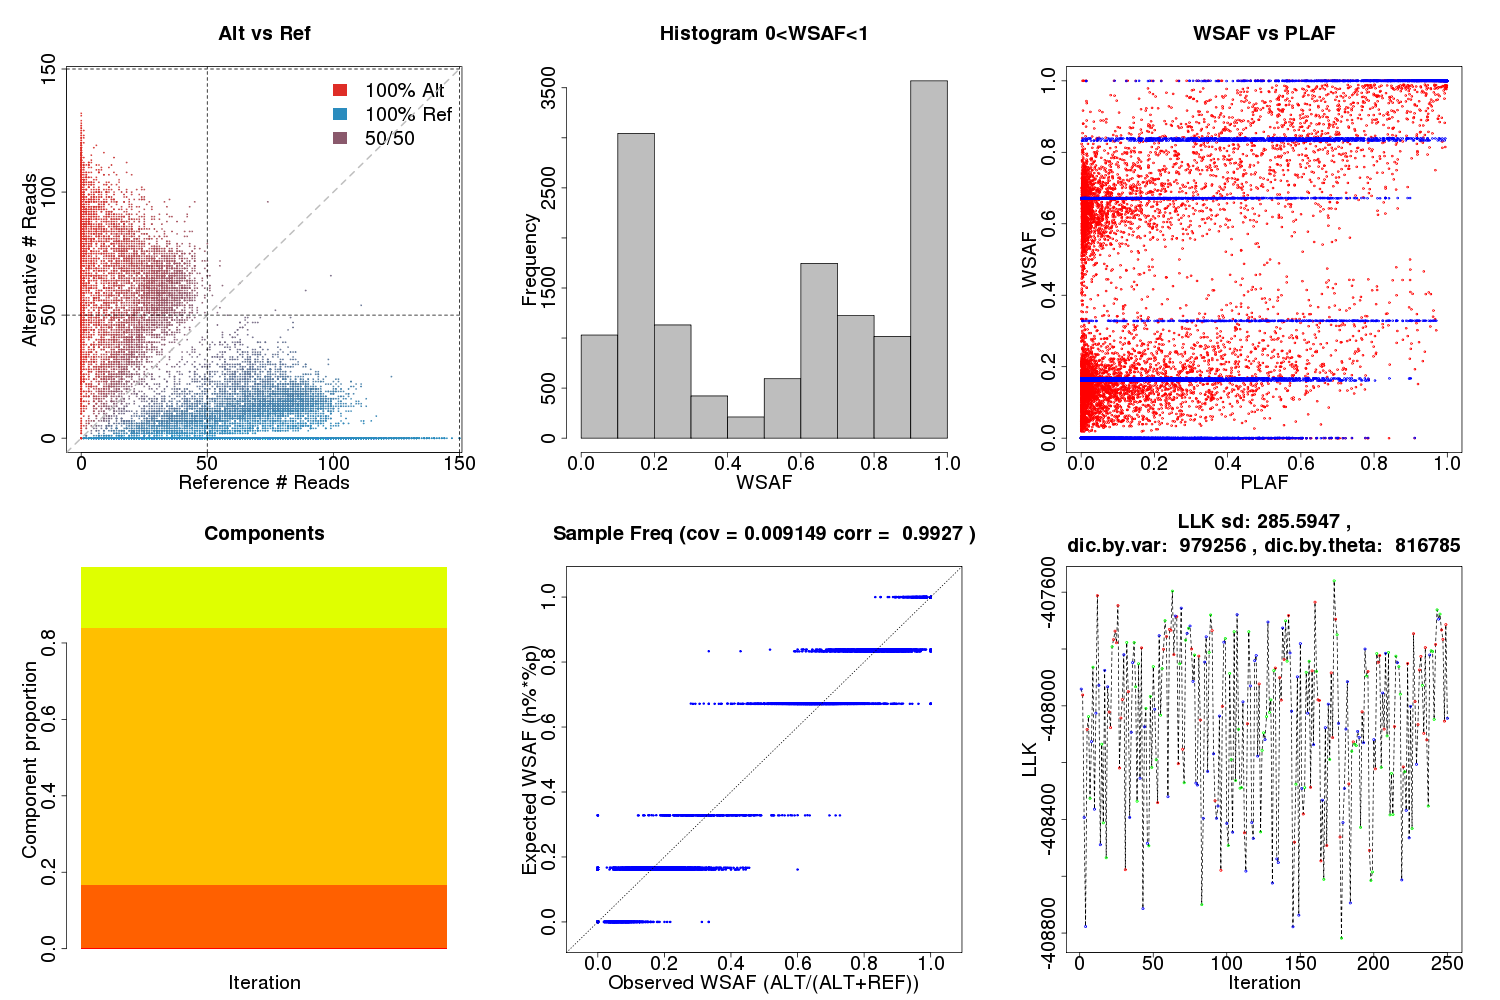 Alt vs Ref
150
100
50
0
Alternative # Reads
100% Alt
100% Ref
50/50
0
50
100
150
Reference # Reads
Histogram 0<WSAF<1
3500
2500
1500
500
0
Frequency
0.0
0.2
0.4
0.6
0.8
1.0
WSAF
WSAF vs PLAF
1.0
0.8
0.6
0.4
0.2
0.0
WSAF
0.0
0.2
0.4
0.6
0.8
1.0
PLAF
Components
0.8
0.6
0.4
0.2
0.0
Component proportion
Iteration
Sample Freq (cov = 0.009149 corr = 0.9927 )
1.0
0.8
0.6
0.4
0.2
0.0
Expected WSAF (h%*%p)
0.0
0.2
0.4
0.6
0.8
1.0
Observed WSAF (ALT/(ALT+REF))
LLK sd: 285.5947 ,
dic.by.var: 979256 , dic.by.theta: 816785
-407600
-408000
-408400
-408800
LLK
0
50
100
150
200
250
Iteration